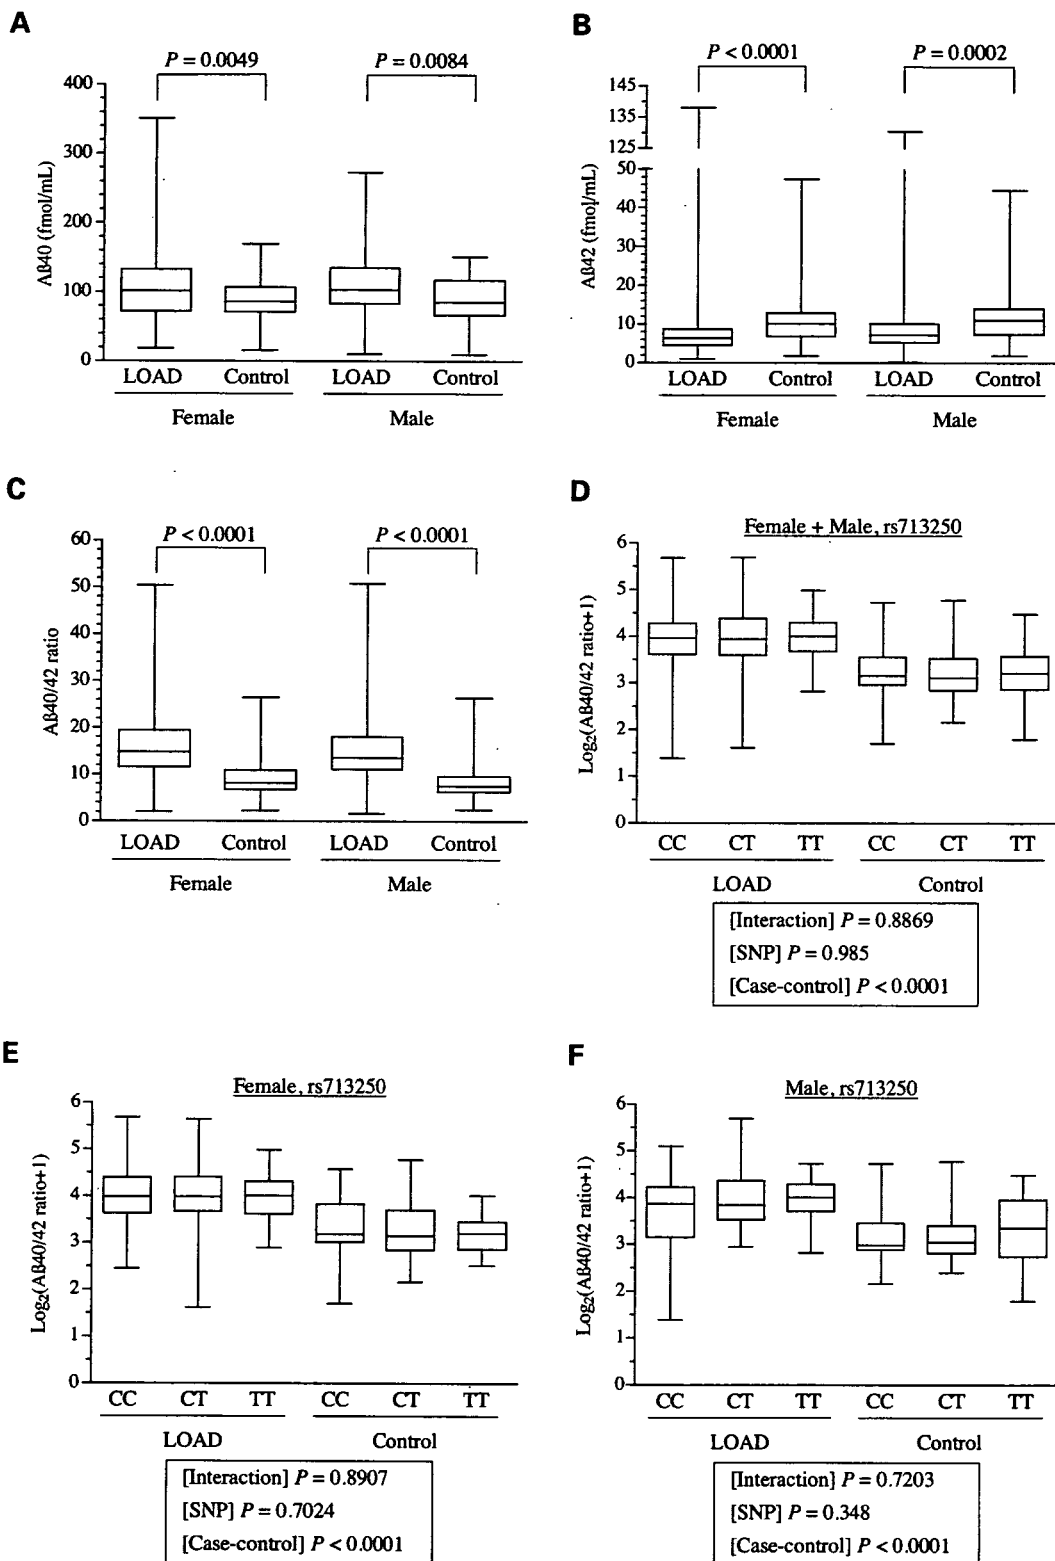 A
P = 0.0049
P = 0.0084
400
300
200
100
0
Aß40 (fmol/mL)
LOAD
Control
LOAD
Control
Female
Male
B
P < 0.0001
P = 0.0002
145
135
125
50
40
30
20
10
0
Aß42 (fmol/mL)
LOAD
Control
LOAD
Control
Female
Male
C
P < 0.0001
P < 0.0001
60
50
40
30
20
10
0
Aß40/42 ratio
LOAD
Control
LOAD
Control
Female
Male
D
Female + Male, rs713250
6
5
4
3
2
1
0
Log2(Aß40/42 ratio+1)
CC
CT
TT
CC
CT
TT
LOAD
Control
[Interaction] P = 0.8869
[SNP] P = 0.985
[Case-control] P < 0.0001
E
Female, rs713250
6
5
4
3
2
1
0
Log2(Aß40/42 ratio+1)
CC
CT
TT
CC
CT
TT
LOAD
Control
[Interaction] P = 0.8907
[SNP] P = 0.7024
[Case-control] P < 0.0001
F
Male, rs713250
6
5
4
3
2
1
0
Log2(Aß40/42 ratio+1)
CC
CT
TT
CC
CT
TT
LOAD
Control
[Interaction] P = 0.7203
[SNP] P = 0.348
[Case-control] P < 0.0001